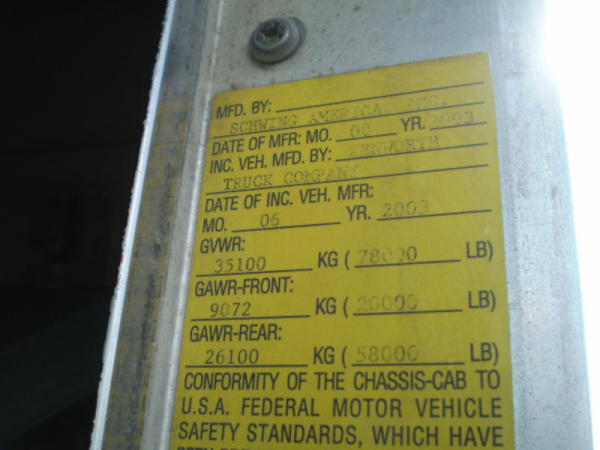 MFD. BY:
SCHWING AMERICA, INC.
DATE OF MFR: MO. 08 YR. 2003
INC. VEH. MFD. BY: KENWORTH
TRUCK COMPANY
DATE OF INC. VEH. MFR:
MO. 06 YR. 2003
GVWR:
35100 KG ( 78000 LB)
GAWR-FRONT:
9072 KG ( 20000 LB)
GAWR-REAR:
26100 KG ( 58000 LB)
CONFORMITY OF THE CHASSIS-CAB TO
U.S.A. FEDERAL MOTOR VEHICLE
SAFETY STANDARDS, WHICH HAVE